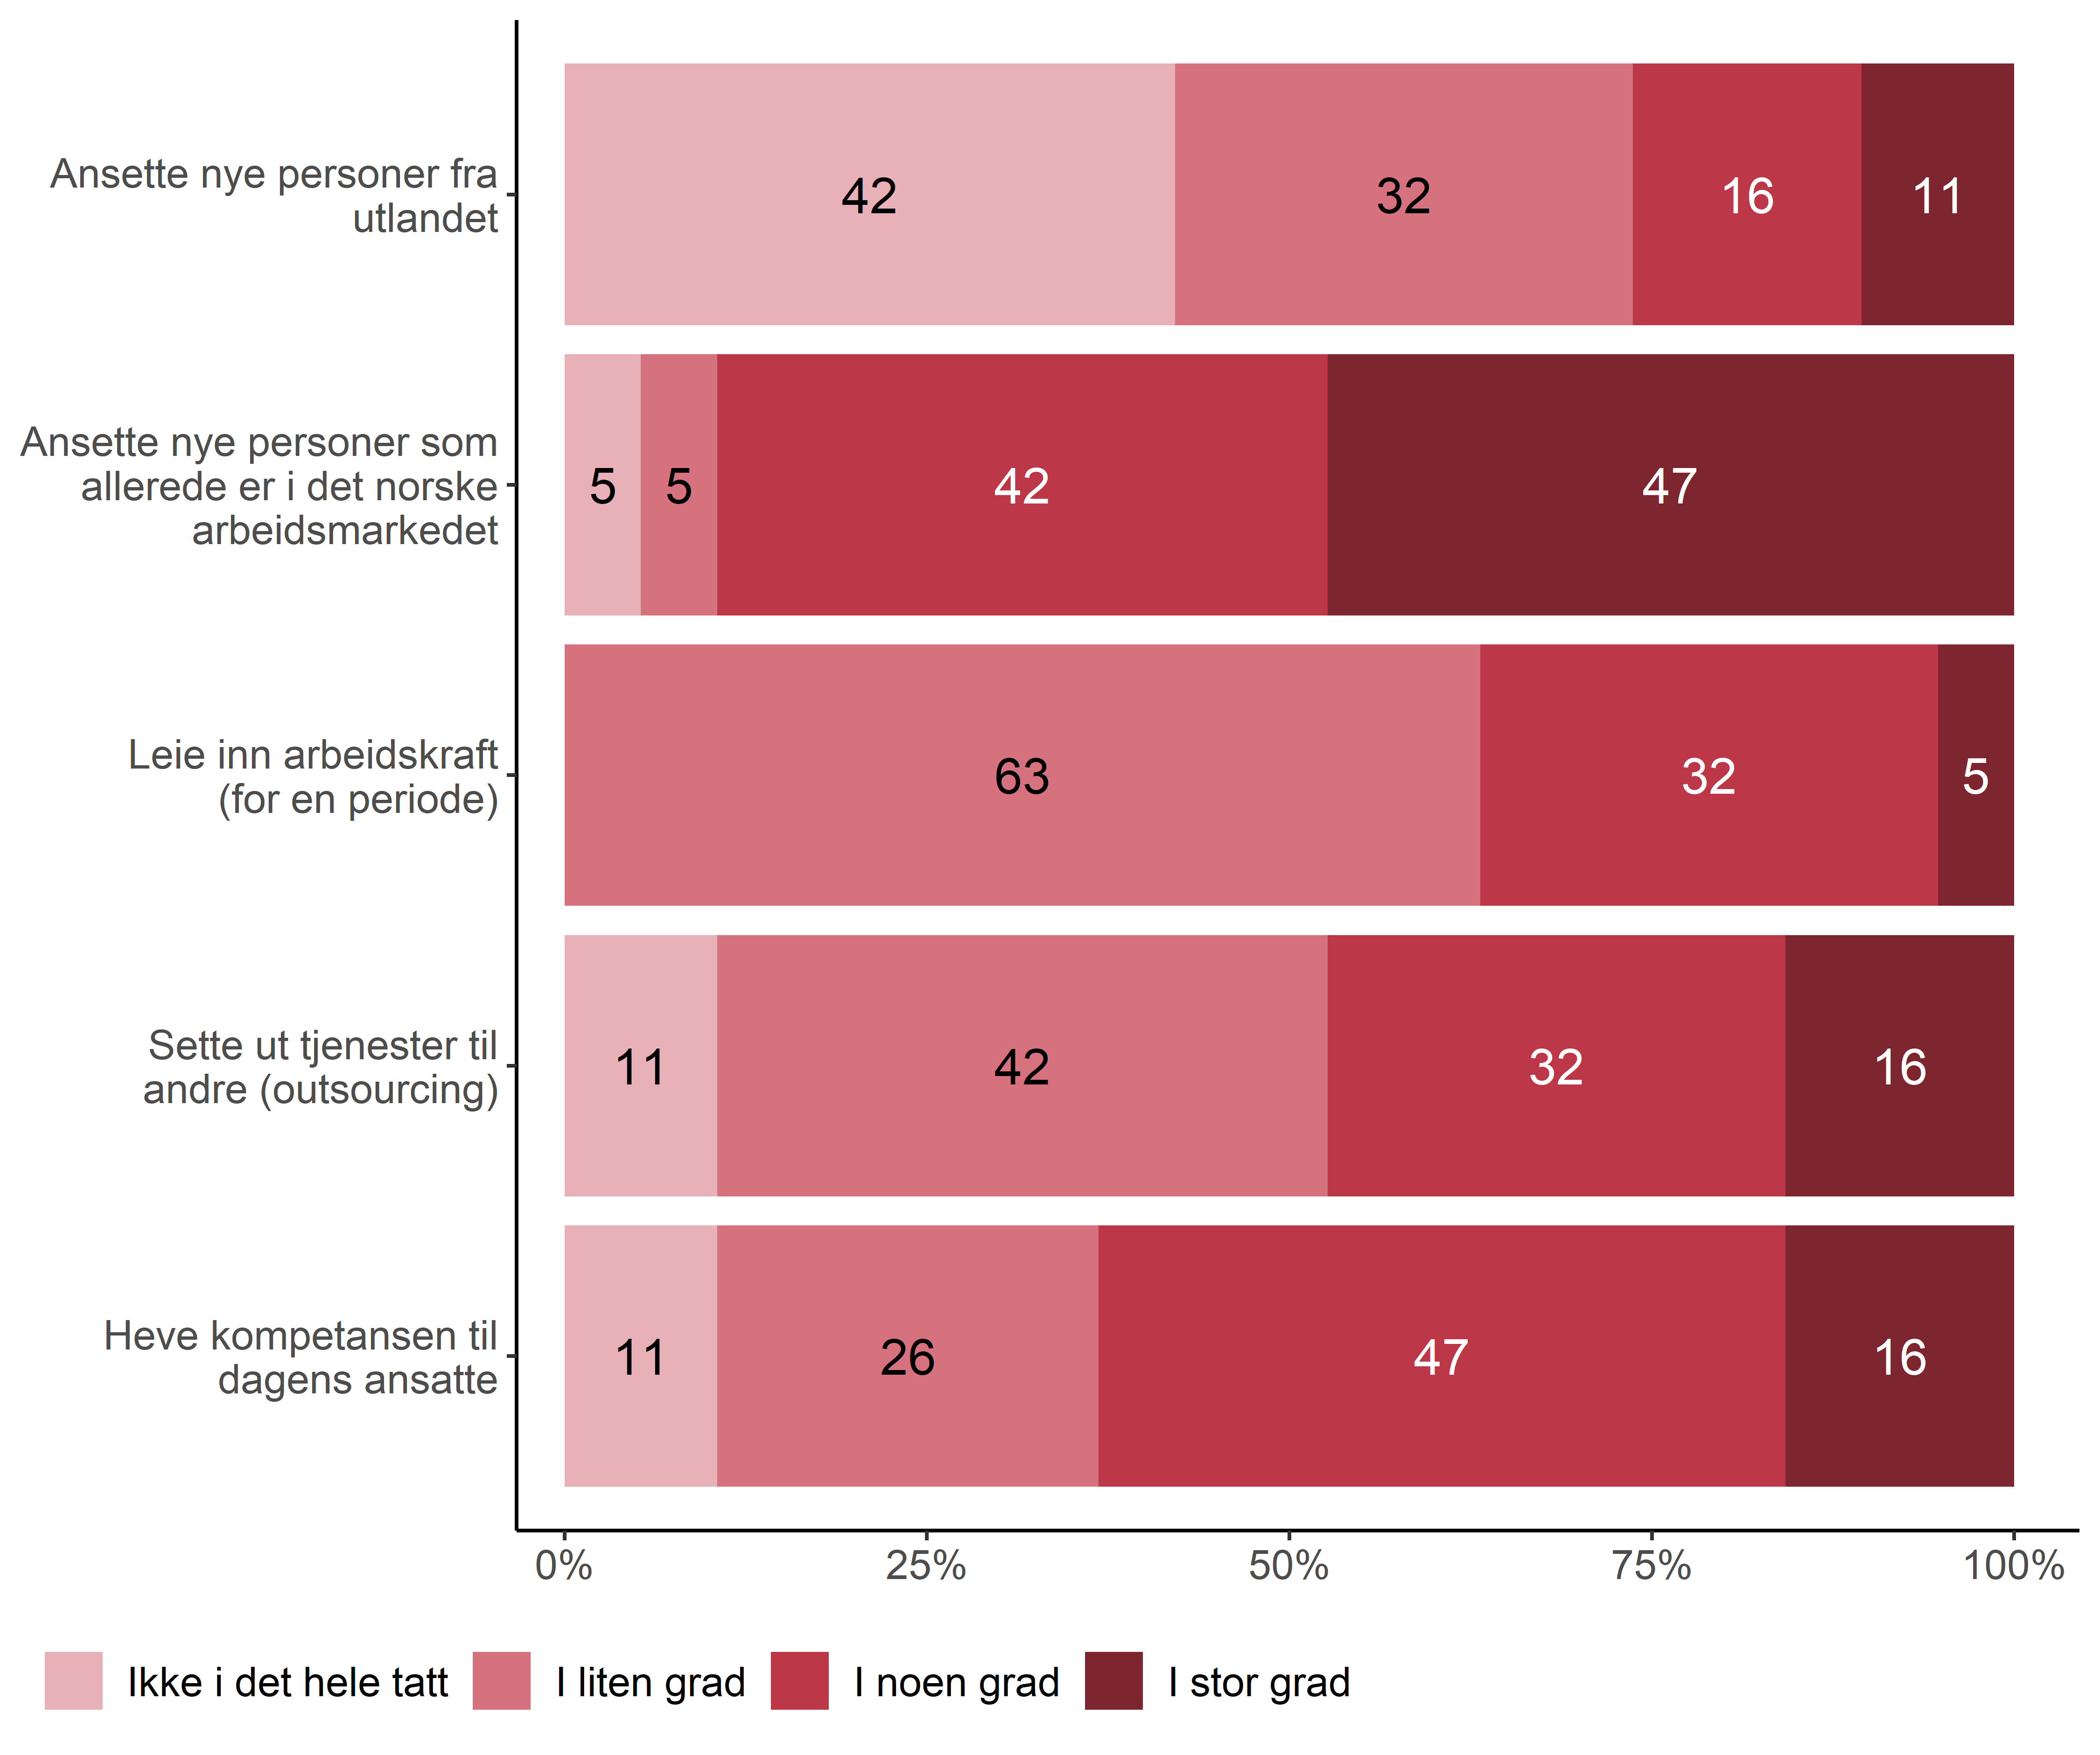 Ansette nye personer fra
utlandet
42 32 16 11
Ansette nye personer som
allerede er i det norske
arbeidsmarkedet
5 5 42 47
Leie inn arbeidskraft
(for en periode)
63 32 5
Sette ut tjenester til
andre (outsourcing)
11 42 32 16
Heve kompetansen til
dagens ansatte
11 26 47 16
0% 25% 50% 75% 100%
Ikke i det hele tatt I liten grad I noen grad I stor grad